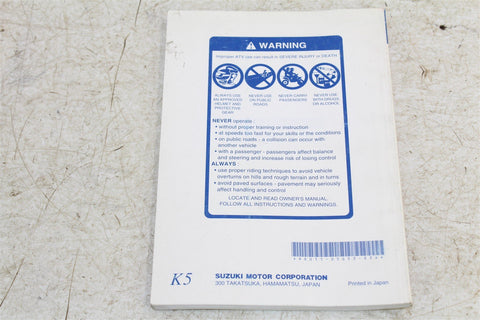 WARNING
Improper ATV use can result in SEVERE INJURY or DEATH
ALWAYS USE AN APPROVED HELMET AND PROTECTIVE GEAR
NEVER USE ON PUBLIC ROADS
NEVER CARRY PASSENGERS
NEVER USE WITH DRUGS OR ALCOHOL
NEVER operate :
• without proper training or instruction
• at speeds too fast for your skills or the conditions
• on public roads - a collision can occur with
another vehicle
• with a passenger - passengers affect balance
and steering and increase risk of losing control
ALWAYS :
• use proper riding techniques to avoid vehicle
overturns on hills and rough terrain and in turns
• avoid paved surfaces - pavement may seriously
affect handling and control
LOCATE AND READ OWNER'S MANUAL.
FOLLOW ALL INSTRUCTIONS AND WARNINGS.
K5
SUZUKI MOTOR CORPORATION
300 TAKATSUKA, HAMAMATSU, JAPAN
Printed in Japan